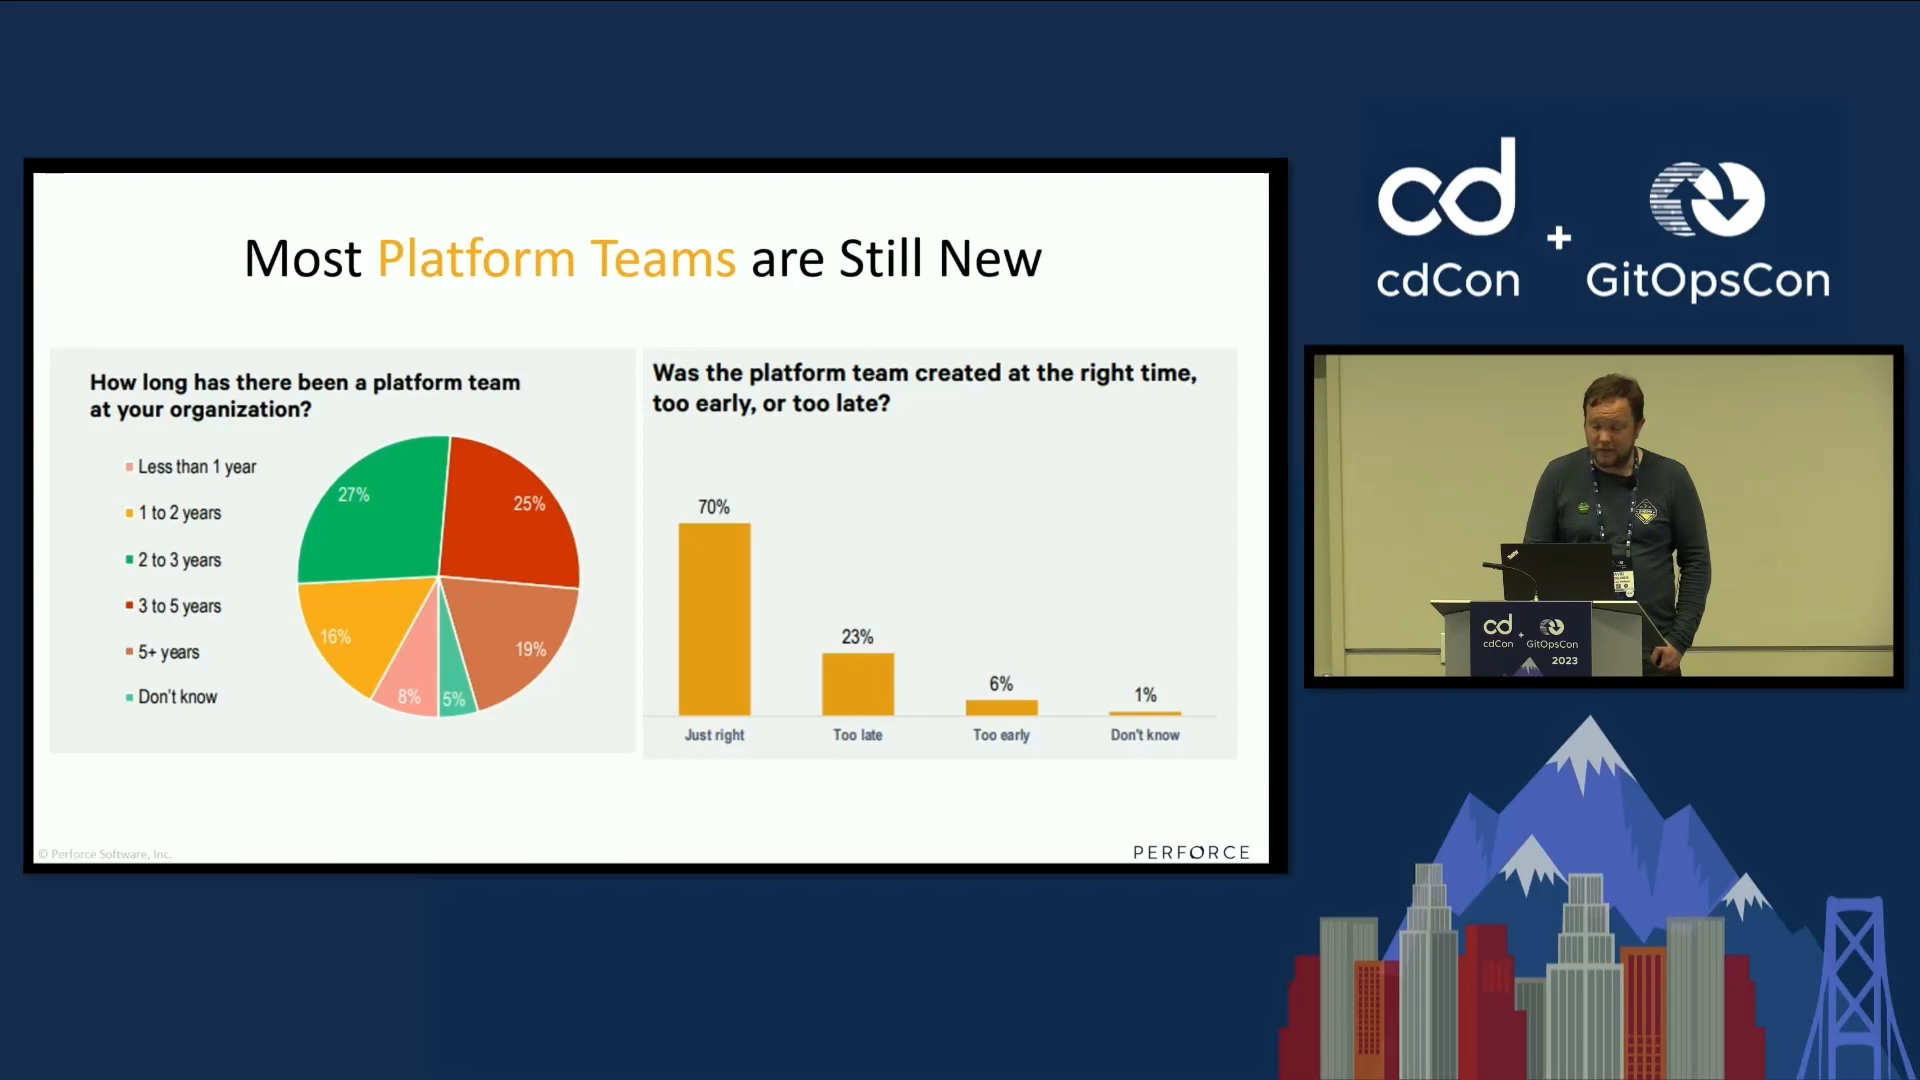 Most Platform Teams are Still New
How long has there been a platform team
at your organization?
Less than 1 year
1 to 2 years
2 to 3 years
3 to 5 years
5+ years
Don't know
27%
25%
16%
19%
8%
5%
Was the platform team created at the right time,
too early, or too late?
70%
23%
6%
1%
Just right
Too late
Too early
Don't know
© Perforce Software, Inc.
PERFORCE
cd
+
cdCon
GitOpsCon
cd
+
cdCon
GitOpsCon
2023